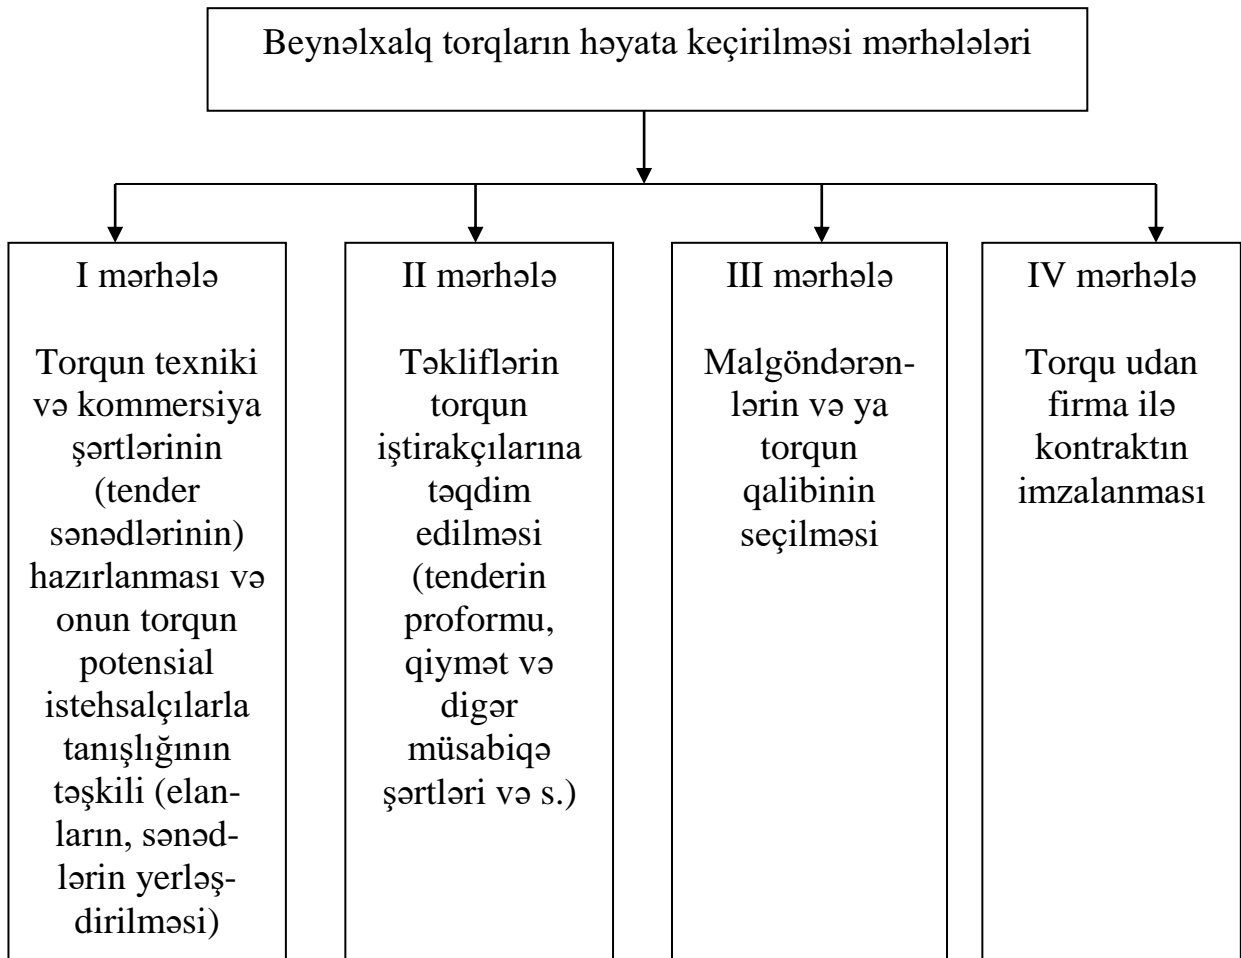 Beynəlxalq torqların həyata keçirilməsi mərhələləri
I mərhələ
Torqun texniki
və kommersiya
şərtlərinin
(tender
sənədlərinin)
hazırlanması və
onun torqun
potensial
istehsalçılarla
tanışlığının
təşkili (elan-
ların, sənəd-
lərin yerləş-
dirilməsi)
II mərhələ
Təkliflərin
torqun
iştirakçılarına
təqdim
edilməsi
(tenderin
proformu,
qiymət və
digər
müsabiqə
şərtləri və s.)
III mərhələ
Malgöndərən-
lərin və ya
torqun
qalibinin
seçilməsi
IV mərhələ
Torqu udan
firma ilə
kontraktın
imzalanması